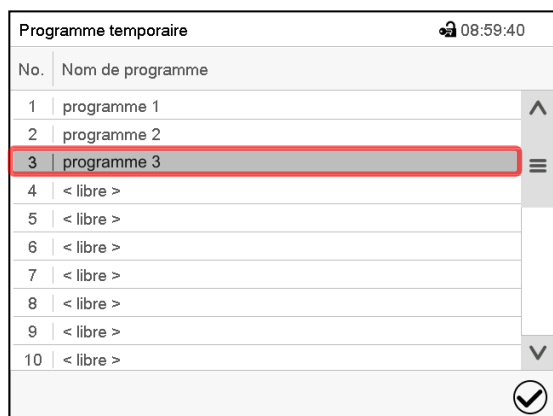 Programme temporaire 08:59:40
No. Nom de programme
1 programme 1
2 programme 2
3 programme 3
4 < libre >
5 < libre >
6 < libre >
7 < libre >
8 < libre >
9 < libre >
10 < libre >